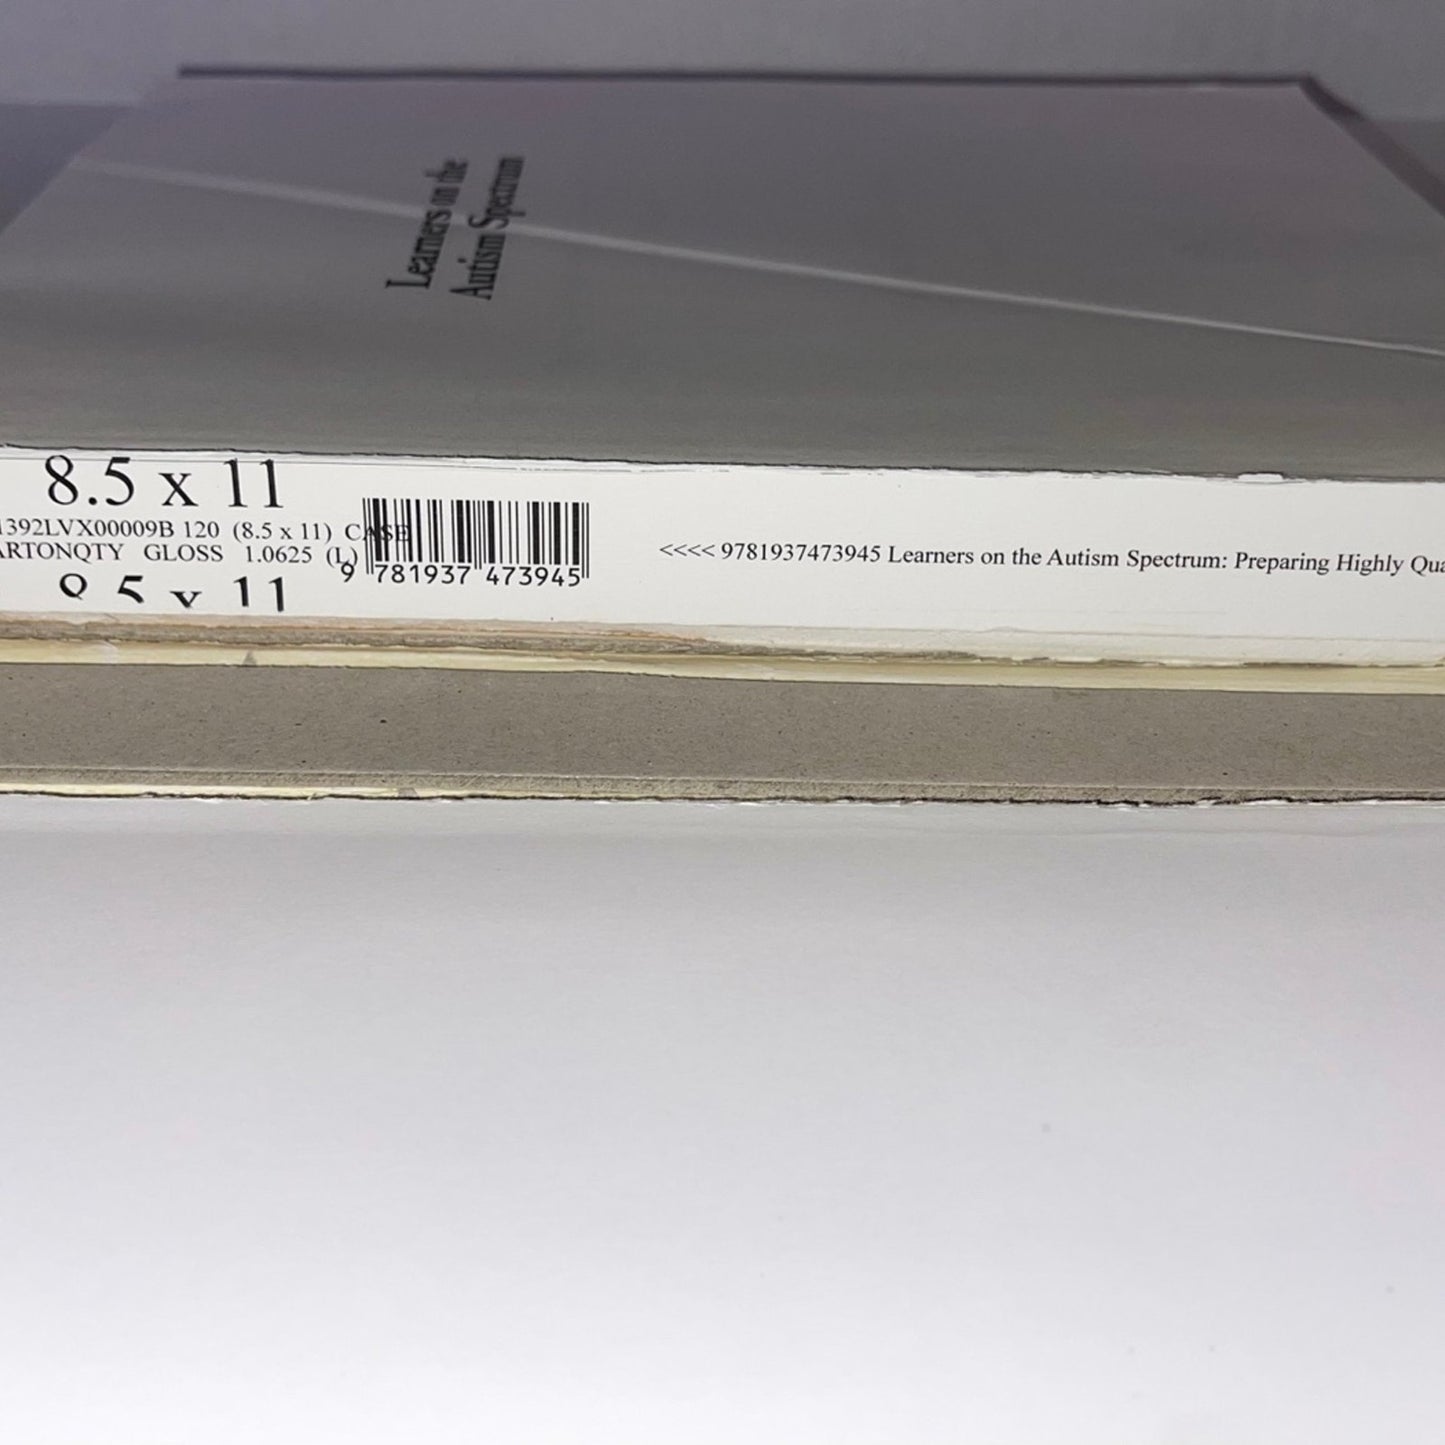 Learners on the
Autism Spectrum
8.5 x 11
1392LVX00009B 120 (8.5 x 11) CASE
ARTONQTY GLOSS 1.0625 (L)
9 781937 473945
8.5 x 11
<<<< 9781937473945 Learners on the Autism Spectrum: Preparing Highly Qua